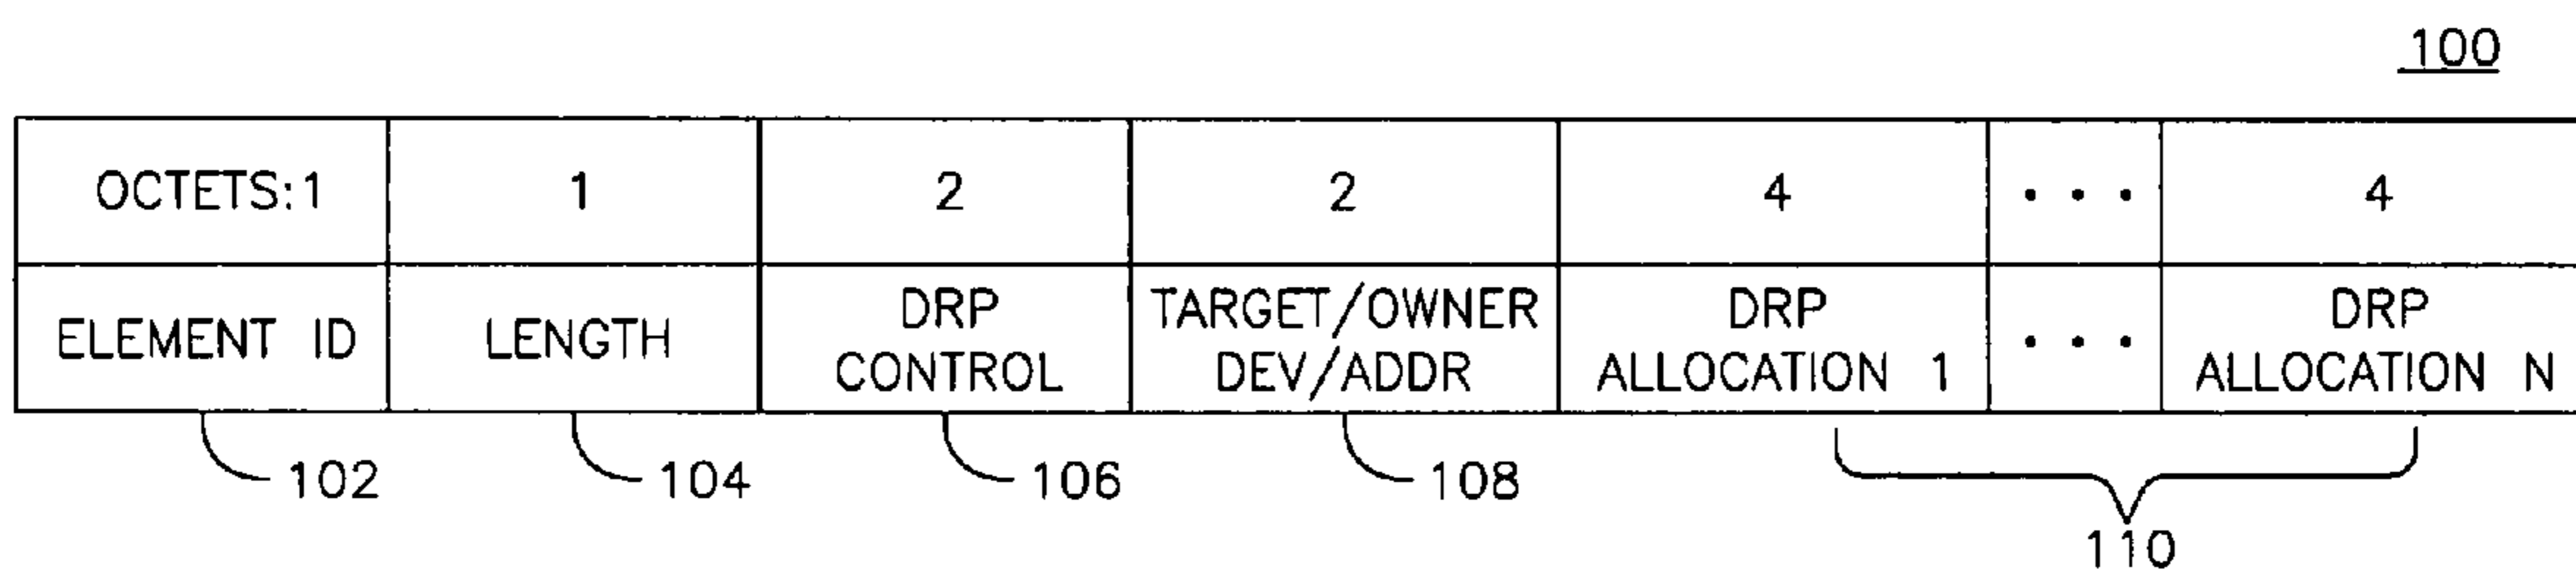 100
OCTETS:1 1 2 2 4 . . . 4
ELEMENT ID LENGTH DRP CONTROL TARGET/OWNER DEV/ADDR DRP ALLOCATION 1 . . . DRP ALLOCATION N
102 104 106 108
110